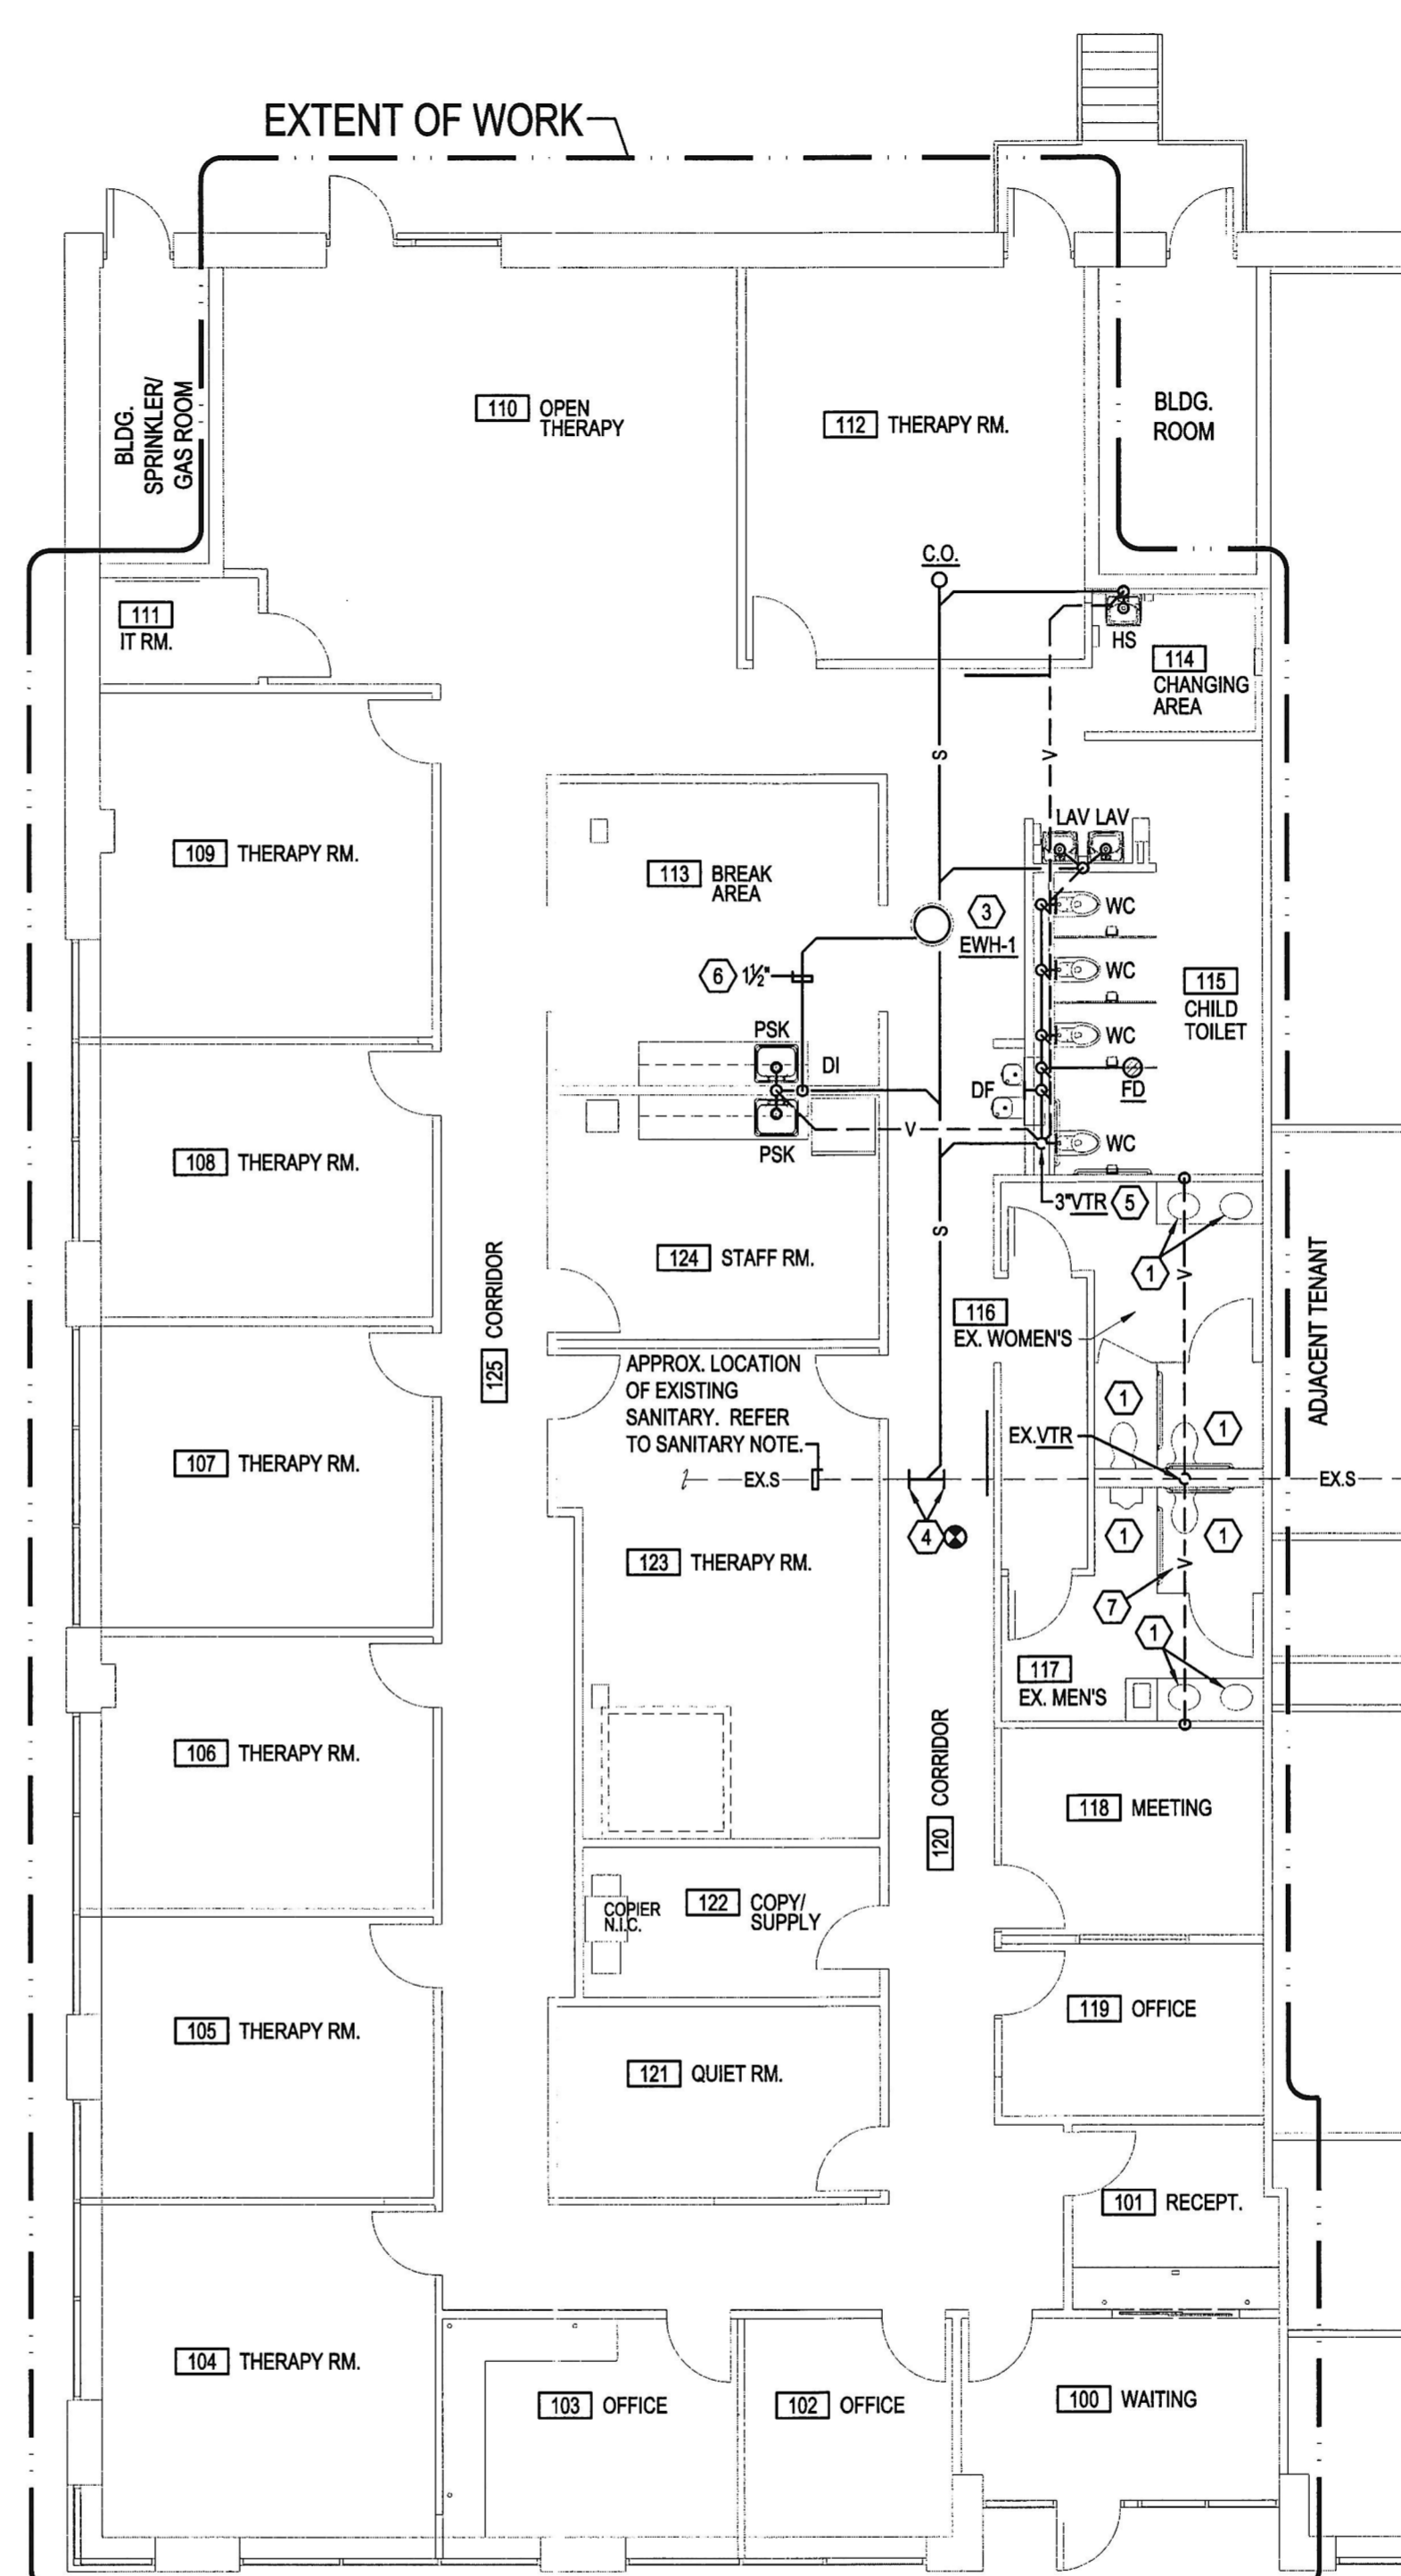 EXTENT OF WORK
BLDG.
SPRINKLER/
GAS ROOM
110 OPEN
THERAPY
112 THERAPY RM.
BLDG.
ROOM
C.O.
111
IT RM.
HS
114
CHANGING
AREA
S
V
LAV LAV
109 THERAPY RM.
113 BREAK
AREA
WC
3
EWH-1
6 1½"
WC
115
CHILD
TOILET
PSK
DI
WC
DF
FD
V
WC
PSK
108 THERAPY RM.
3"VTR 5
S
124 STAFF RM.
1
V
125 CORRIDOR
116
EX. WOMEN'S
ADJACENT TENANT
APPROX. LOCATION
OF EXISTING
SANITARY. REFER
TO SANITARY NOTE.
1
1
EX.VTR
107 THERAPY RM.
EX.S
EX.S
4
1
1
123 THERAPY RM.
V
7
1
117
EX. MEN'S
106 THERAPY RM.
120 CORRIDOR
118 MEETING
COPIER
N.I.C.
122 COPY/
SUPPLY
119 OFFICE
105 THERAPY RM.
121 QUIET RM.
101 RECEPT.
104 THERAPY RM.
103 OFFICE
102 OFFICE
100 WAITING